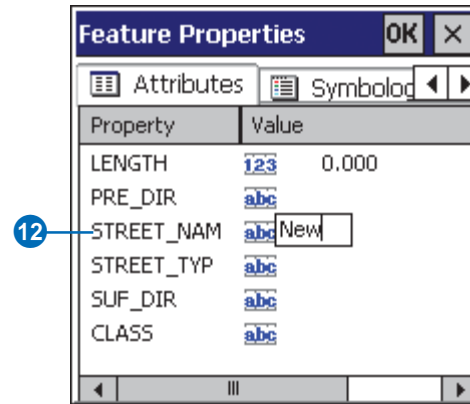 Feature Properties OK
Attributes Symbolog
Property Value
LENGTH 123 0.000
PRE_DIR abc
12 STREET_NAM abc New
STREET_TYP abc
SUF_DIR abc
CLASS abc